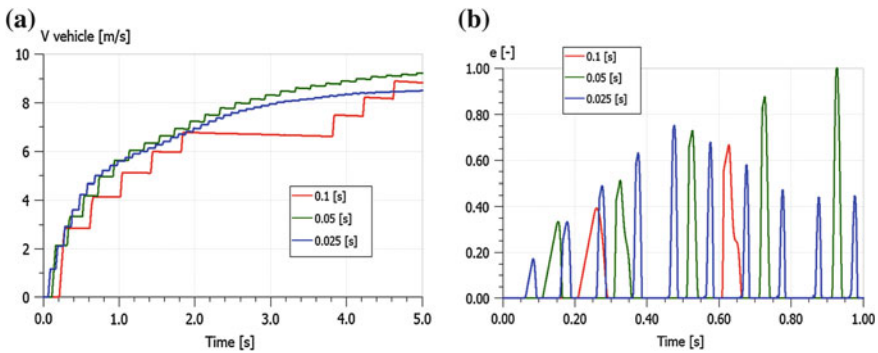 (a)
V vehicle [m/s]
10
8
6
4
2
0
0.0 1.0 2.0 3.0 4.0 5.0
Time [s]
0.1 [s]
0.05 [s]
0.025 [s]
(b)
e [-]
1.00
0.80
0.60
0.40
0.20
0.00
0.00 0.20 0.40 0.60 0.80 1.00
Time [s]
0.1 [s]
0.05 [s]
0.025 [s]